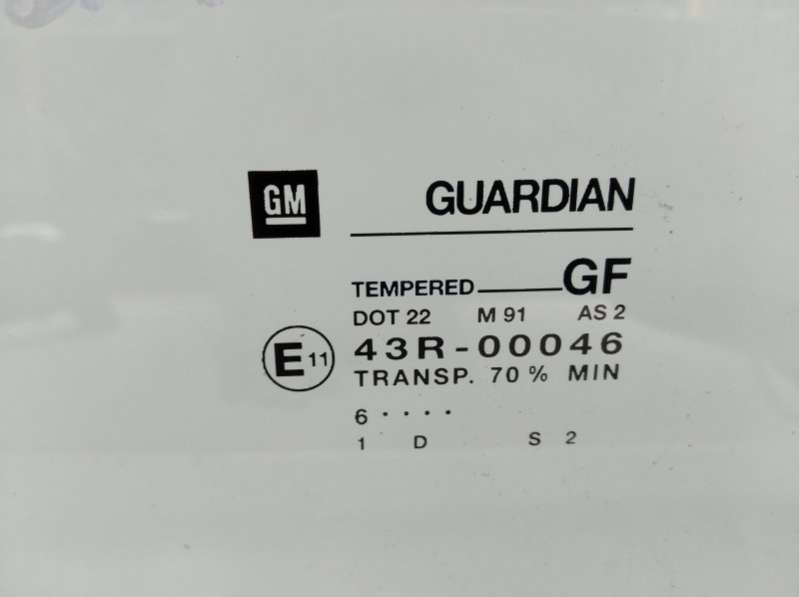 GM
GUARDIAN
TEMPERED GF
DOT 22 M 91 AS 2
E 11
43R-00046
TRANSP. 70% MIN
6 · · · ·
1 D S 2